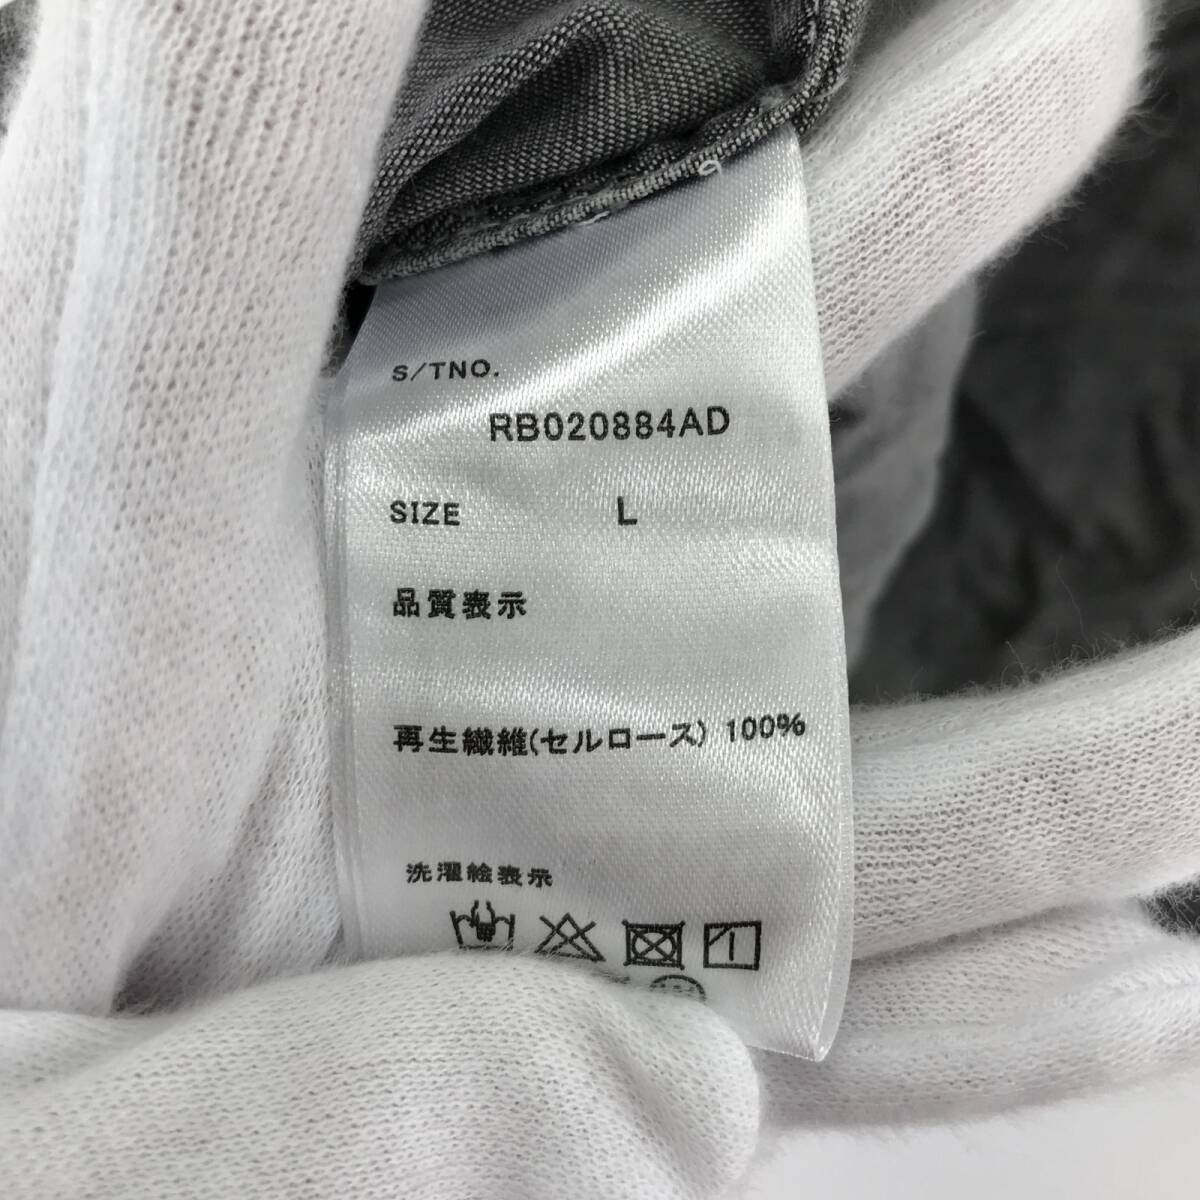 S/TNO.
RB020884AD
SIZE L
品質表示
再生繊維(セルロース) 100%
洗濯絵表示